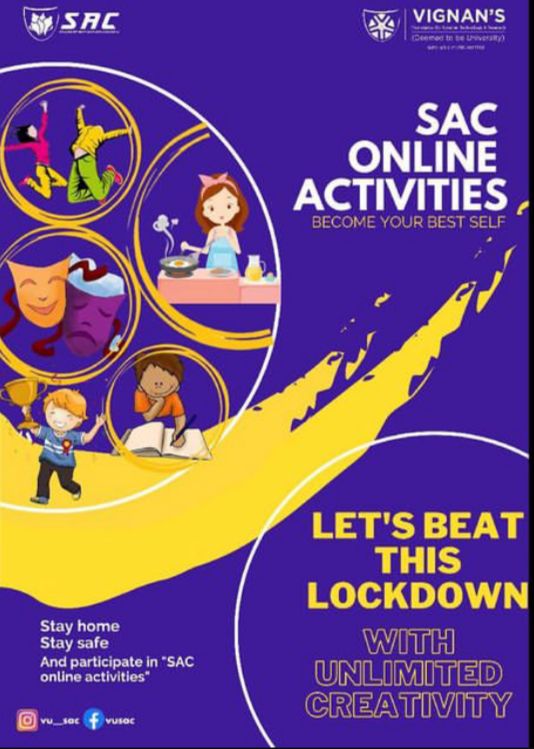 SAC
VIGNAN'S
(Deemed to be University)
SAC
ONLINE
ACTIVITIES
BECOME YOUR BEST SELF
LET'S BEAT
THIS
LOCKDOWN
WITH
UNLIMITED
CREATIVITY
Stay home
Stay safe
And participate in "SAC
online activities"
vu__sac vusac